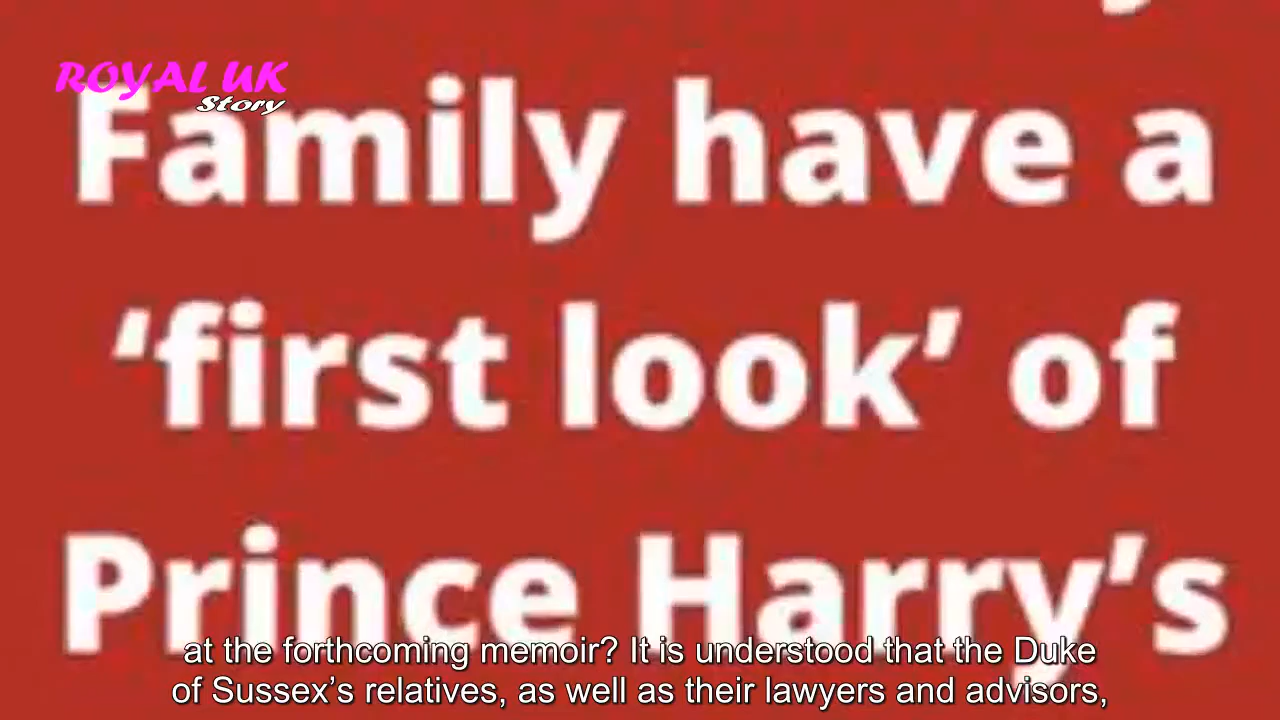 ROYAL UK
Story
Family have a
‘first look’ of
Prince Harry’s
at the forthcoming memoir? It is understood that the Duke
of Sussex’s relatives, as well as their lawyers and advisors,